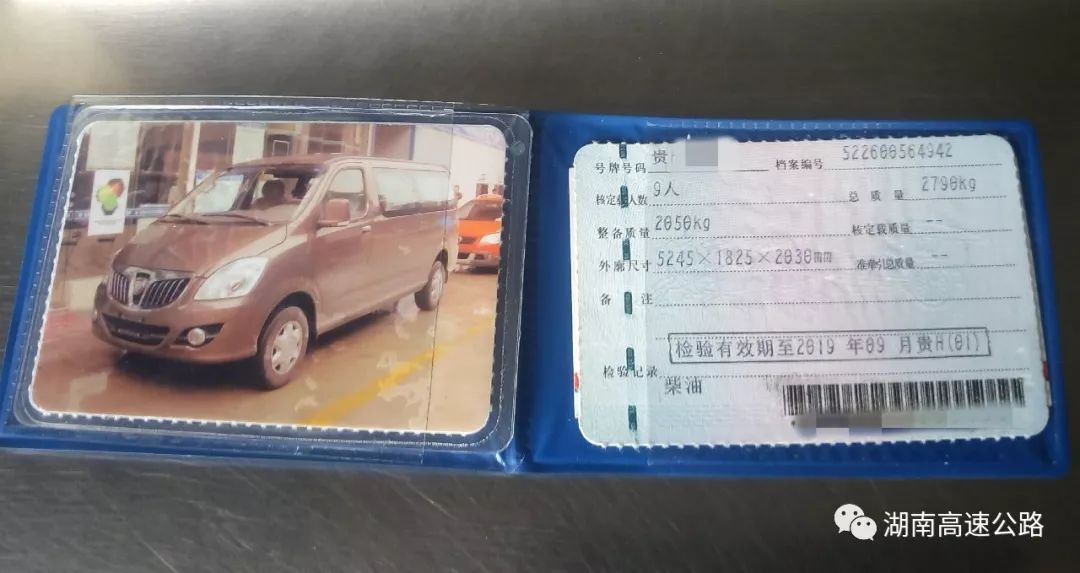 号牌号码 贵 档案编号 522600564942
核定载人数 9人 总质量 2790kg
整备质量 2050kg 核定载质量 --
外廓尺寸 5245×1825×2030mm 准牵引总质量 --
备注
检验有效期至2019年09月贵H(01)
检验记录
柴油
湖南高速公路